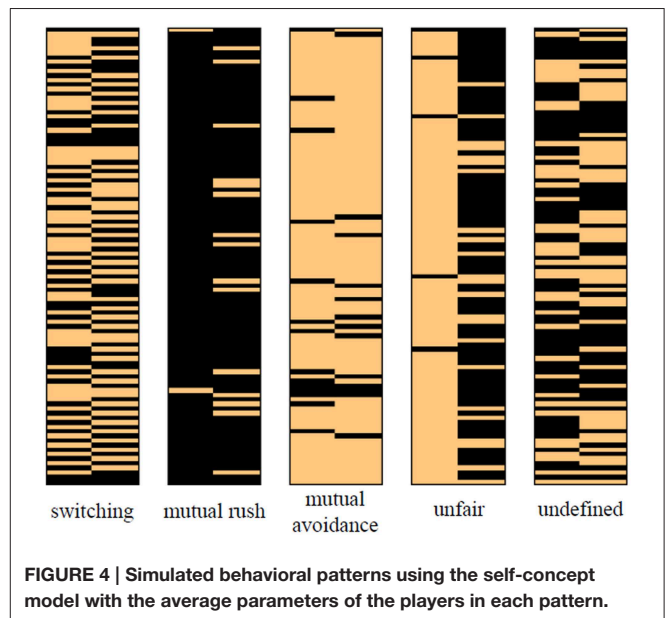 switching
mutual rush
mutual
avoidance
unfair
undefined
FIGURE 4 | Simulated behavioral patterns using the self-concept
model with the average parameters of the players in each pattern.